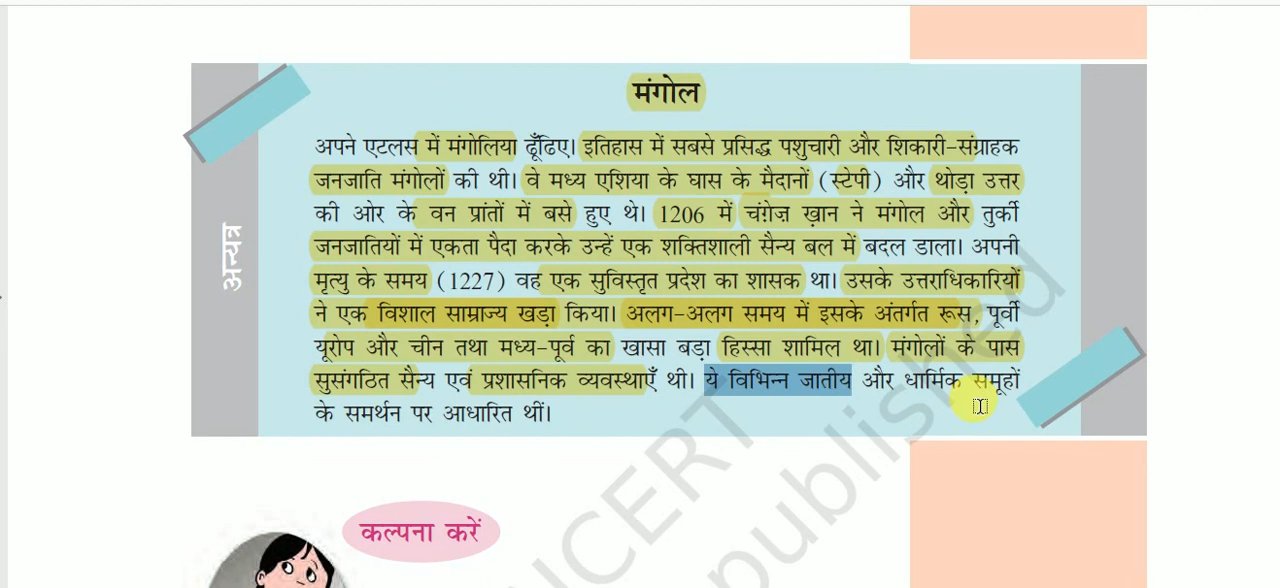 मंगोल
अपने एटलस में मंगोलिया ढूँढिए। इतिहास में सबसे प्रसिद्ध पशुचारी और शिकारी-संग्राहक
जनजाति मंगोलों की थी। वे मध्य एशिया के घास के मैदानों (स्टेपी) और थोड़ा उत्तर
की ओर के वन प्रांतों में बसे हुए थे। 1206 में चंग़ेज़ ख़ान ने मंगोल और तुर्की
जनजातियों में एकता पैदा करके उन्हें एक शक्तिशाली सैन्य बल में बदल डाला। अपनी
मृत्यु के समय (1227) वह एक सुविस्तृत प्रदेश का शासक था। उसके उत्तराधिकारियों
ने एक विशाल साम्राज्य खड़ा किया। अलग-अलग समय में इसके अंतर्गत रूस, पूर्वी
यूरोप और चीन तथा मध्य-पूर्व का खासा बड़ा हिस्सा शामिल था। मंगोलों के पास
सुसंगठित सैन्य एवं प्रशासनिक व्यवस्थाएँ थी। ये विभिन्न जातीय और धार्मिक समूहों
के समर्थन पर आधारित थीं।
अन्यत्र
कल्पना करें
NCERT
published